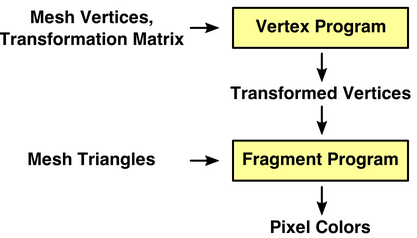 Mesh Vertices,
Transformation Matrix
Vertex Program
Transformed Vertices
Mesh Triangles
Fragment Program
Pixel Colors